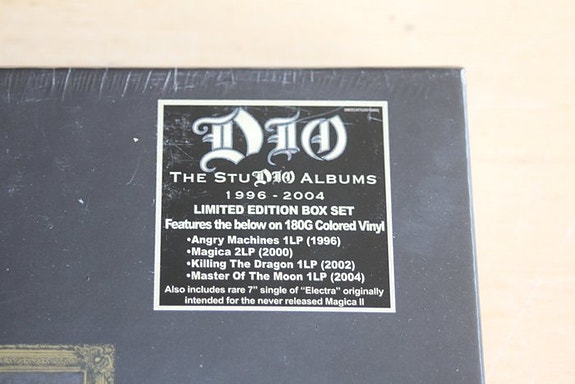 DIO
THE STUDIO ALBUMS
1996 - 2004
LIMITED EDITION BOX SET
Features the below on 180G Colored Vinyl
•Angry Machines 1LP (1996)
•Magica 2LP (2000)
•Killing The Dragon 1LP (2002)
•Master Of The Moon 1LP (2004)
Also includes rare 7" single of "Electra" originally
intended for the never released Magica II